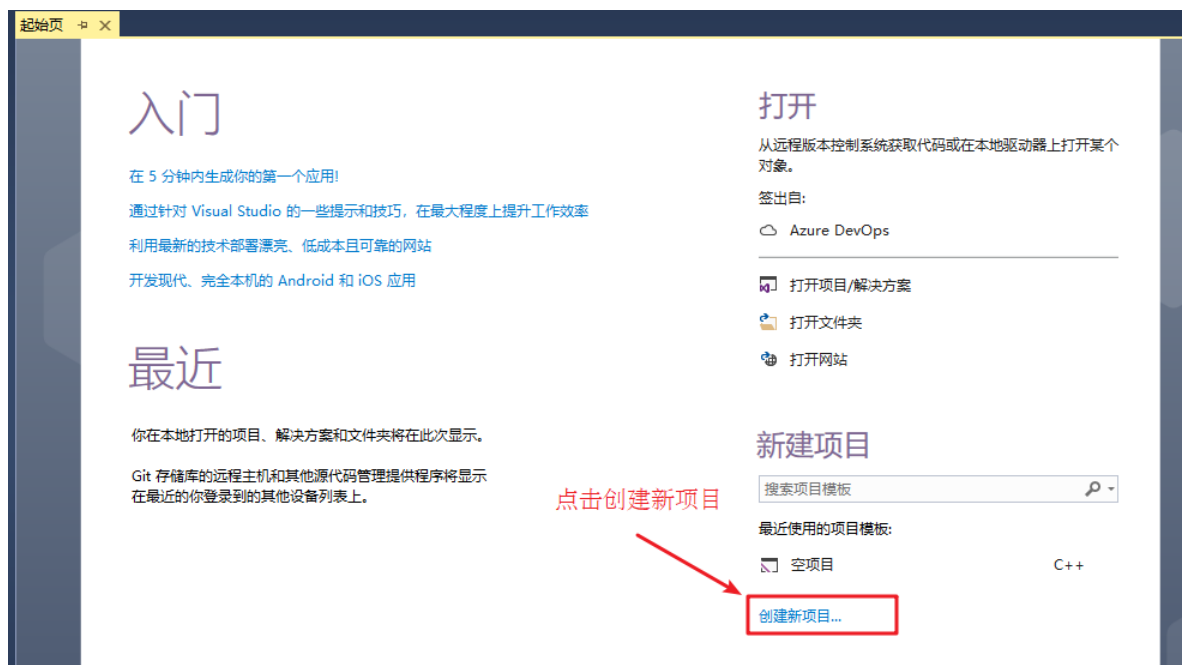 起始页
入门
在 5 分钟内生成你的第一个应用!
通过针对 Visual Studio 的一些提示和技巧，在最大程度上提升工作效率
利用最新的技术部署漂亮、低成本且可靠的网站
开发现代、完全本机的 Android 和 iOS 应用
最近
你在本地打开的项目、解决方案和文件夹将在此次显示。
Git 存储库的远程主机和其他源代码管理提供程序将显示
在最近的你登录到的其他设备列表上。
打开
从远程版本控制系统获取代码或在本地驱动器上打开某个
对象。
签出自:
Azure DevOps
打开项目/解决方案
打开文件夹
打开网站
新建项目
搜索项目模板
最近使用的项目模板:
空项目 C++
点击创建新项目
创建新项目...